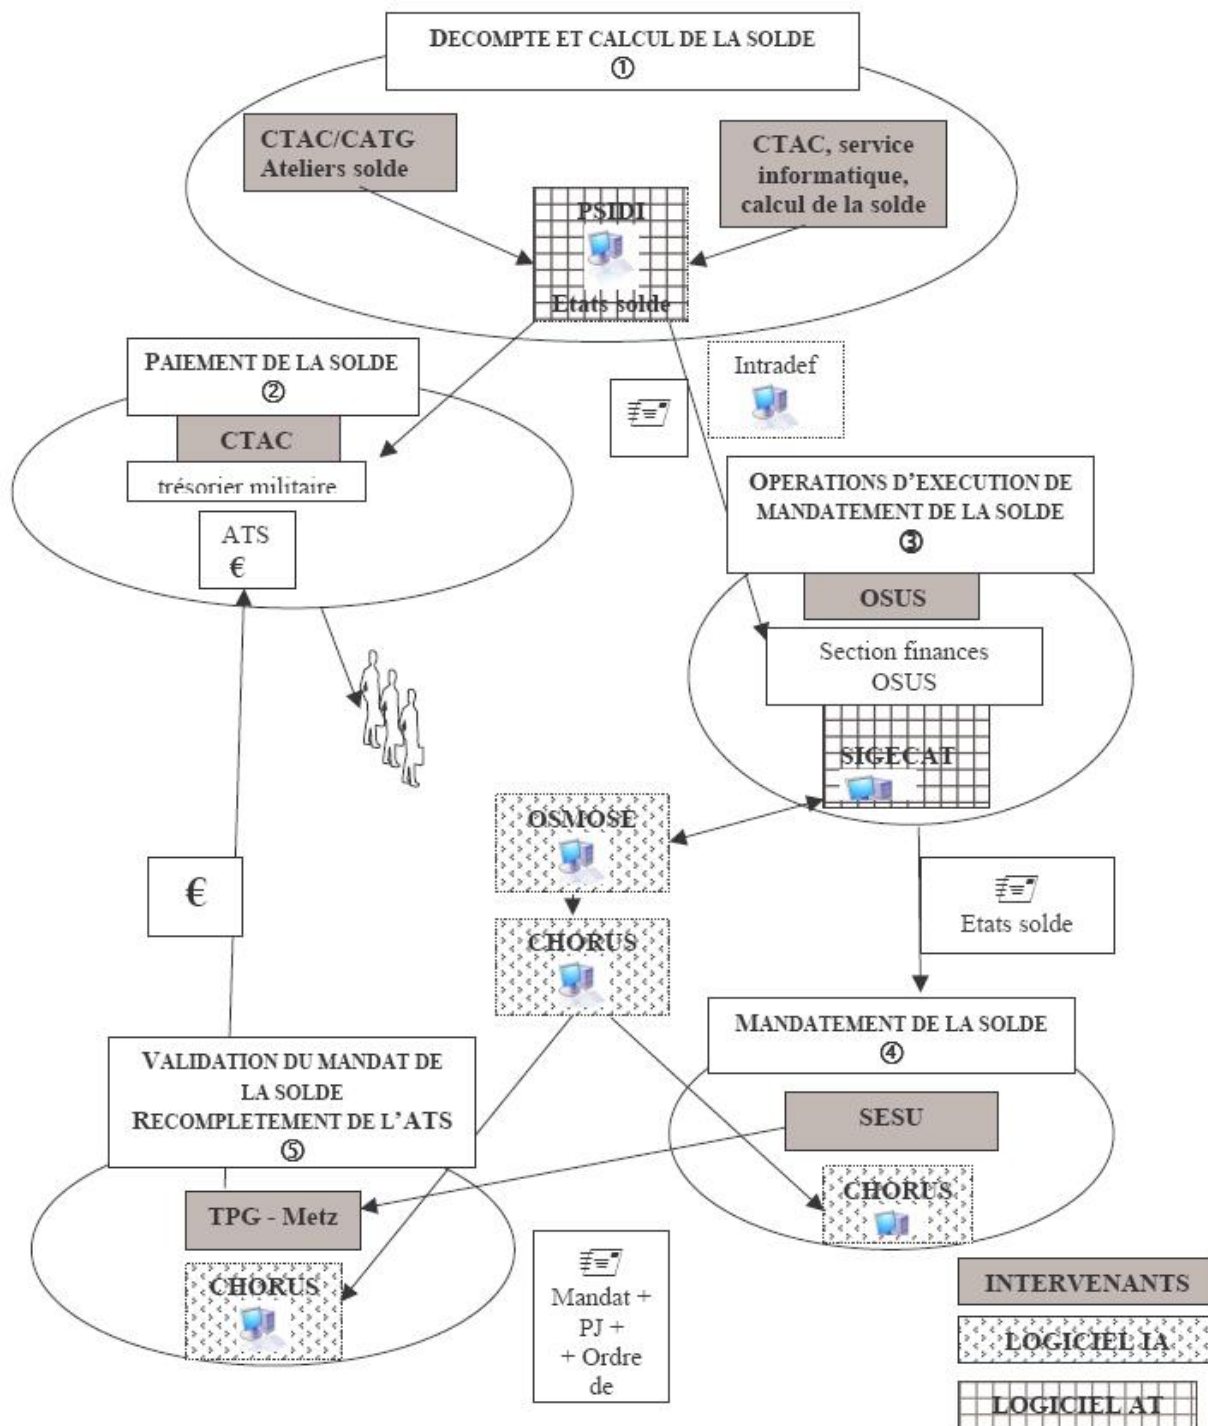 DECOMPTE ET CALCUL DE LA SOLDE
①
CTAC/CATG
Ateliers solde
CTAC, service
informatique,
calcul de la solde
PSIDI
Etats solde
PAIEMENT DE LA SOLDE
②
CTAC
trésorier militaire
ATS
€
Intradef
OPERATIONS D'EXECUTION DE
MANDATEMENT DE LA SOLDE
③
OSUS
Section finances
OSUS
SIGECAT
OSMOSE
CHORUS
€
Etats solde
MANDATEMENT DE LA SOLDE
④
SESU
CHORUS
VALIDATION DU MANDAT DE
LA SOLDE
RECOMPLETEMENT DE L'ATS
⑤
TPG - Metz
CHORUS
Mandat +
PJ +
+ Ordre
de
INTERVENANTS
LOGICIEL IA
LOGICIEL AT